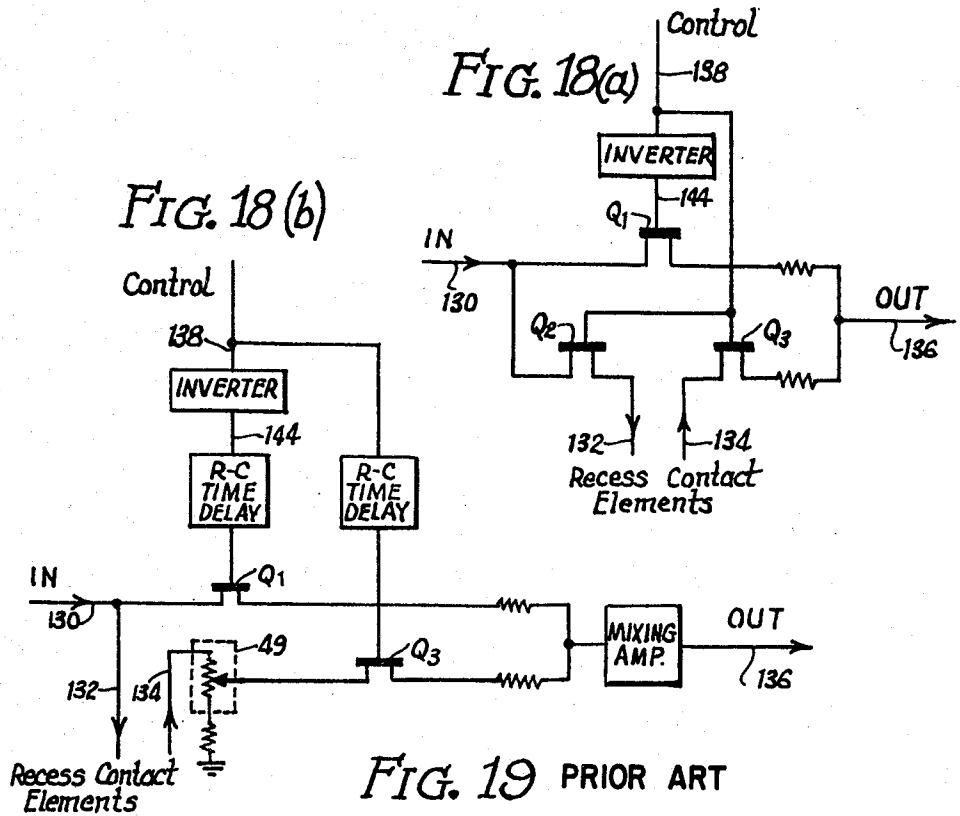 Control
138
FIG. 18(a)
INVERTER
144
Q1
IN
130
Q2
Q3
OUT
136
132
134
Recess Contact
Elements
FIG. 18(b)
Control
138
INVERTER
144
R-C
TIME
DELAY
R-C
TIME
DELAY
IN
130
Q1
49
Q3
132
134
MIXING
AMP.
OUT
136
Recess Contact
Elements
FIG. 19 PRIOR ART